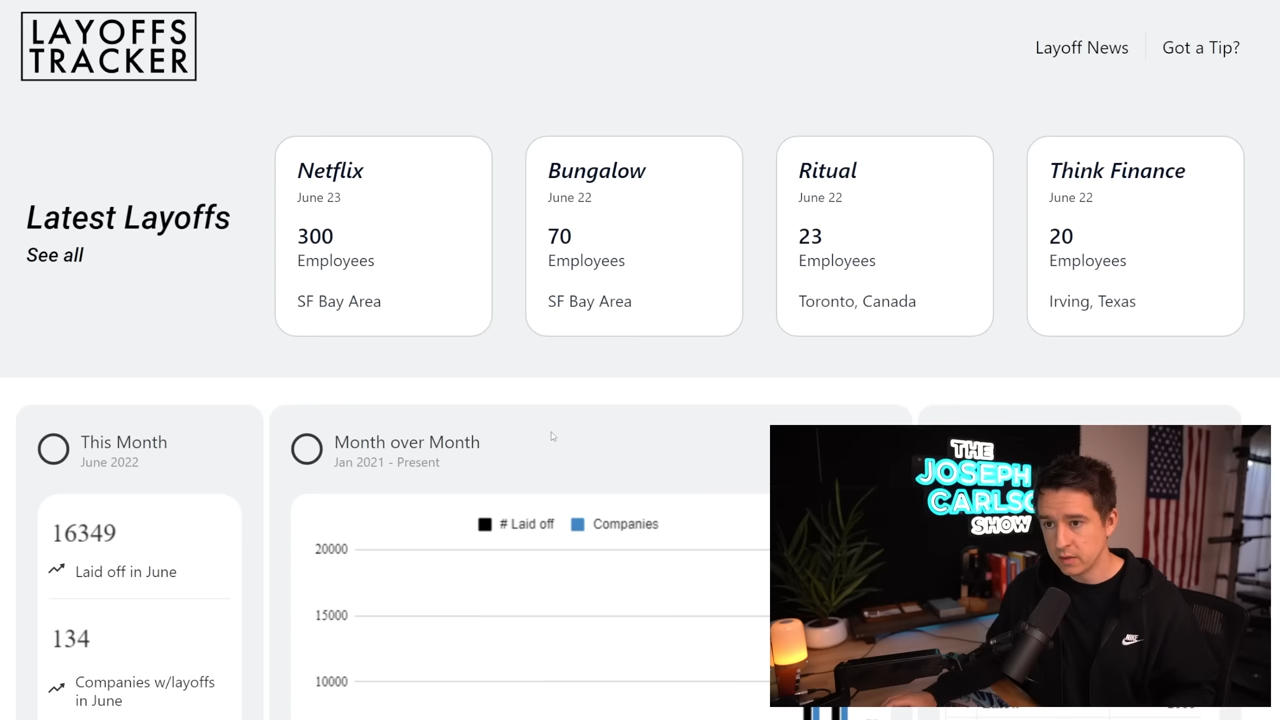 LAYOFFS
TRACKER
Layoff News
Got a Tip?
Latest Layoffs
See all
Netflix
June 23
300
Employees
SF Bay Area
Bungalow
June 22
70
Employees
SF Bay Area
Ritual
June 22
23
Employees
Toronto, Canada
Think Finance
June 22
20
Employees
Irving, Texas
This Month
June 2022
16349
Laid off in June
134
Companies w/layoffs
in June
Month over Month
Jan 2021 - Present
# Laid off
Companies
20000
15000
10000
THE
JOSEPH
CARLSO
SHOW
NIKE